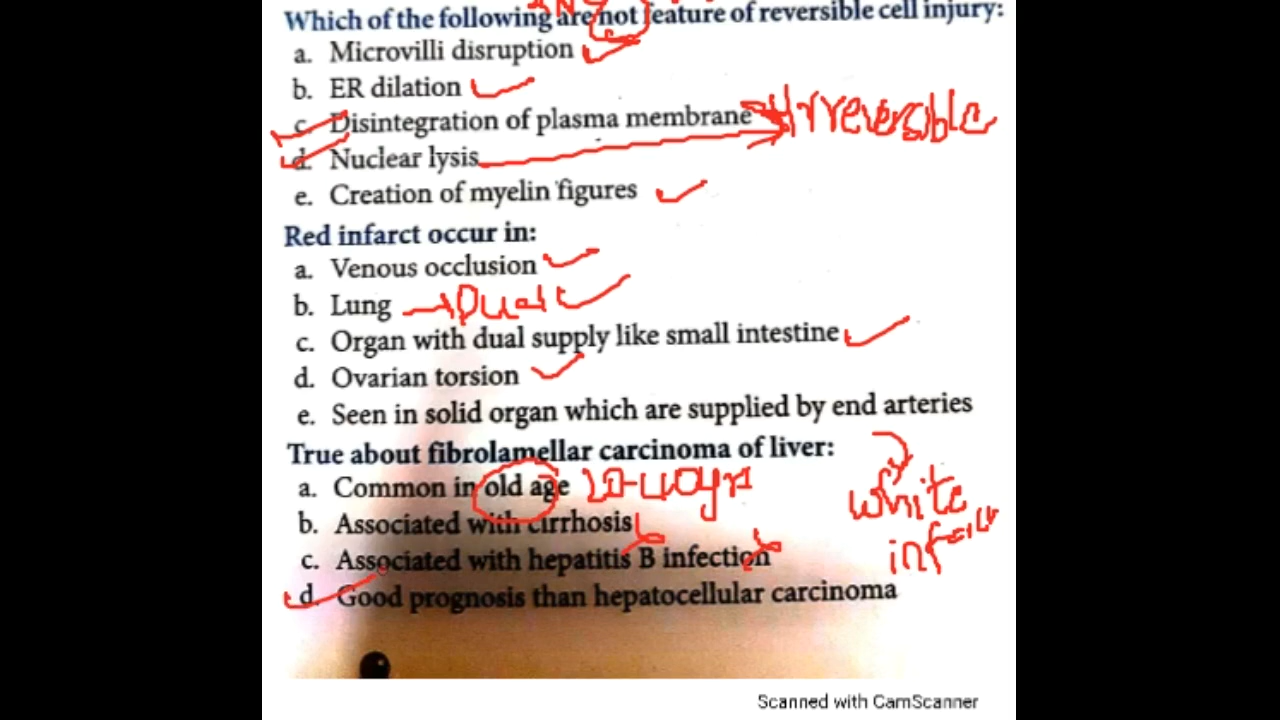 Which of the following are not feature of reversible cell injury:
a. Microvilli disruption
b. ER dilation
c. Disintegration of plasma membrane Irreversible
d. Nuclear lysis
e. Creation of myelin figures
Red infarct occur in:
a. Venous occlusion
b. Lung Dual
c. Organ with dual supply like small intestine
d. Ovarian torsion
e. Seen in solid organ which are supplied by end arteries
True about fibrolamellar carcinoma of liver:
a. Common in old age 20-40yrs
white
b. Associated with cirrhosis
infarct
c. Associated with hepatitis B infection
d. Good prognosis than hepatocellular carcinoma
Scanned with CamScanner